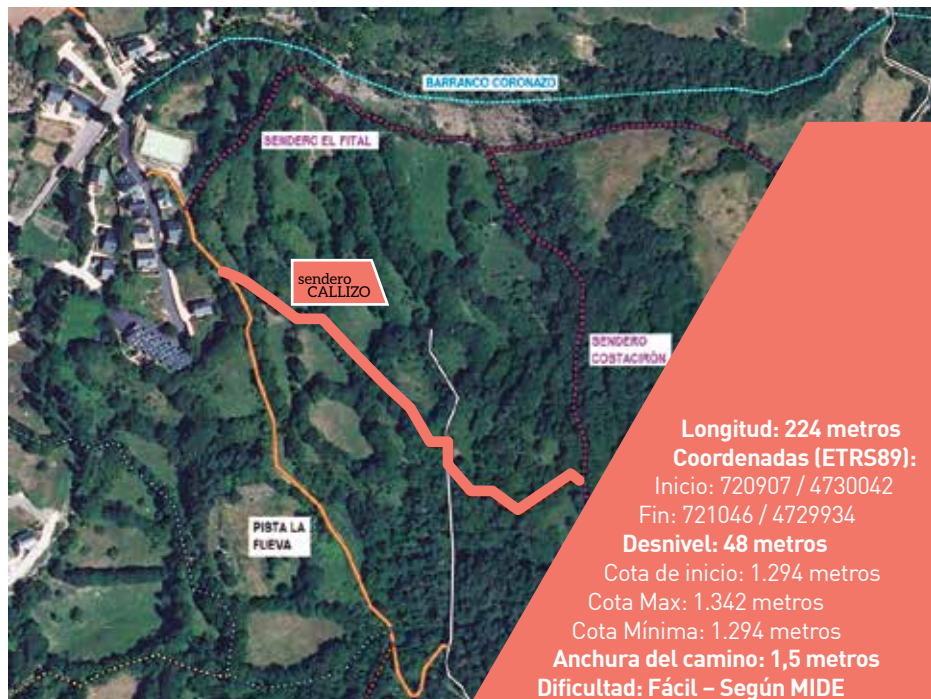 BARRANCO CORONAZO
SENDERO EL FITAL
sendero
CALLIZO
SENDERO
COSTACIRÓN
PISTA LA
FUEVA
Longitud: 224 metros
Coordenadas (ETRS89):
Inicio: 720907 / 4730042
Fin: 721046 / 4729934
Desnivel: 48 metros
Cota de inicio: 1.294 metros
Cota Max: 1.342 metros
Cota Mínima: 1.294 metros
Anchura del camino: 1,5 metros
Dificultad: Fácil – Según MIDE